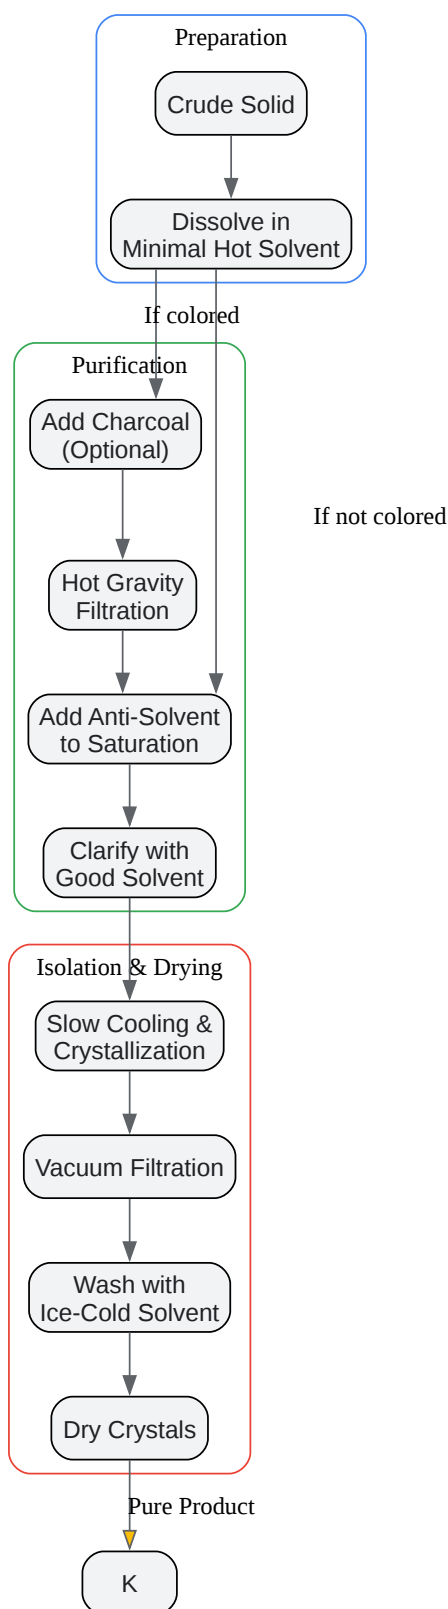 Preparation
Crude Solid
Dissolve in
Minimal Hot Solvent
If colored
Purification
Add Charcoal
(Optional)
If not colored
Hot Gravity
Filtration
Add Anti-Solvent
to Saturation
Clarify with
Good Solvent
Isolation & Drying
Slow Cooling &
Crystallization
Vacuum Filtration
Wash with
Ice-Cold Solvent
Dry Crystals
Pure Product
K